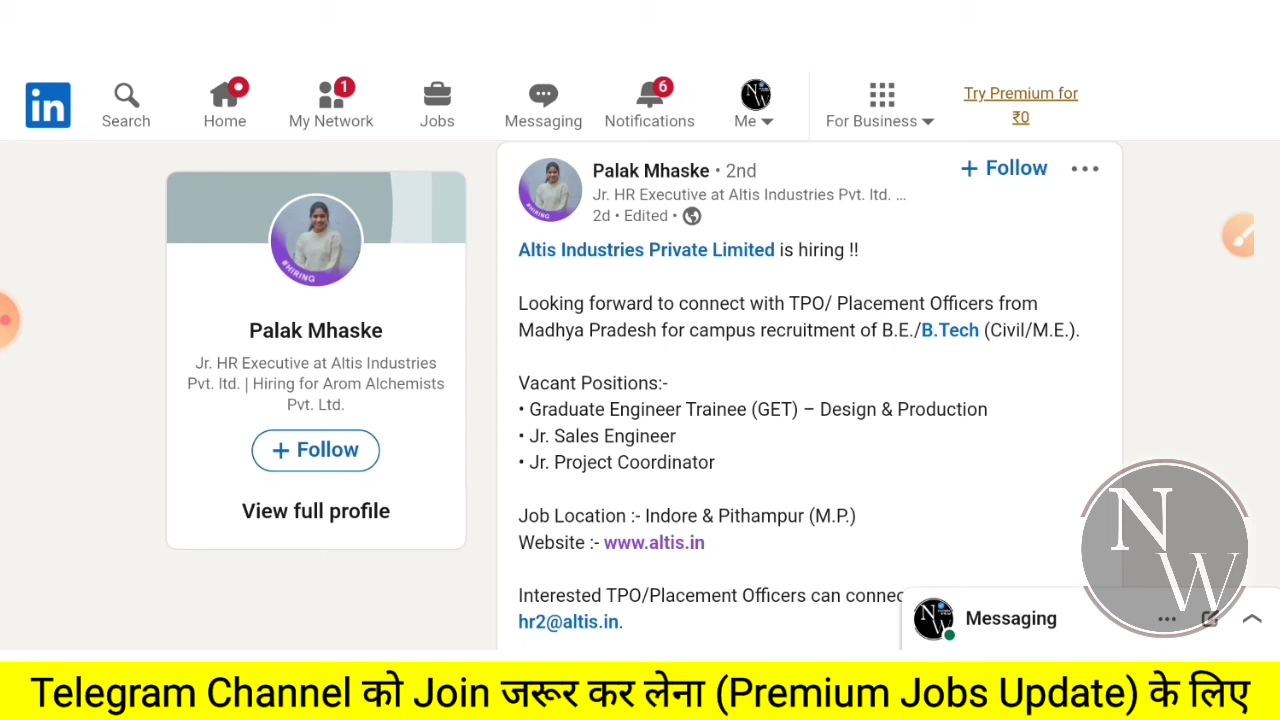 in
Search
Home
1
My Network
Jobs
Messaging
6
Notifications
NW
Me
For Business
Try Premium for
₹0
#HIRING
Palak Mhaske
Jr. HR Executive at Altis Industries
Pvt. ltd. | Hiring for Arom Alchemists
Pvt. Ltd.
+ Follow
View full profile
#HIRING
Palak Mhaske • 2nd
Jr. HR Executive at Altis Industries Pvt. ltd. ...
2d • Edited •
+ Follow
Altis Industries Private Limited is hiring !!
Looking forward to connect with TPO/ Placement Officers from
Madhya Pradesh for campus recruitment of B.E./B.Tech (Civil/M.E.).
Vacant Positions:-
• Graduate Engineer Trainee (GET) – Design & Production
• Jr. Sales Engineer
• Jr. Project Coordinator
Job Location :- Indore & Pithampur (M.P.)
Website :- www.altis.in
Interested TPO/Placement Officers can connec
hr2@altis.in.
NW
Messaging
NW
Telegram Channel को Join जरूर कर लेना (Premium Jobs Update) के लिए